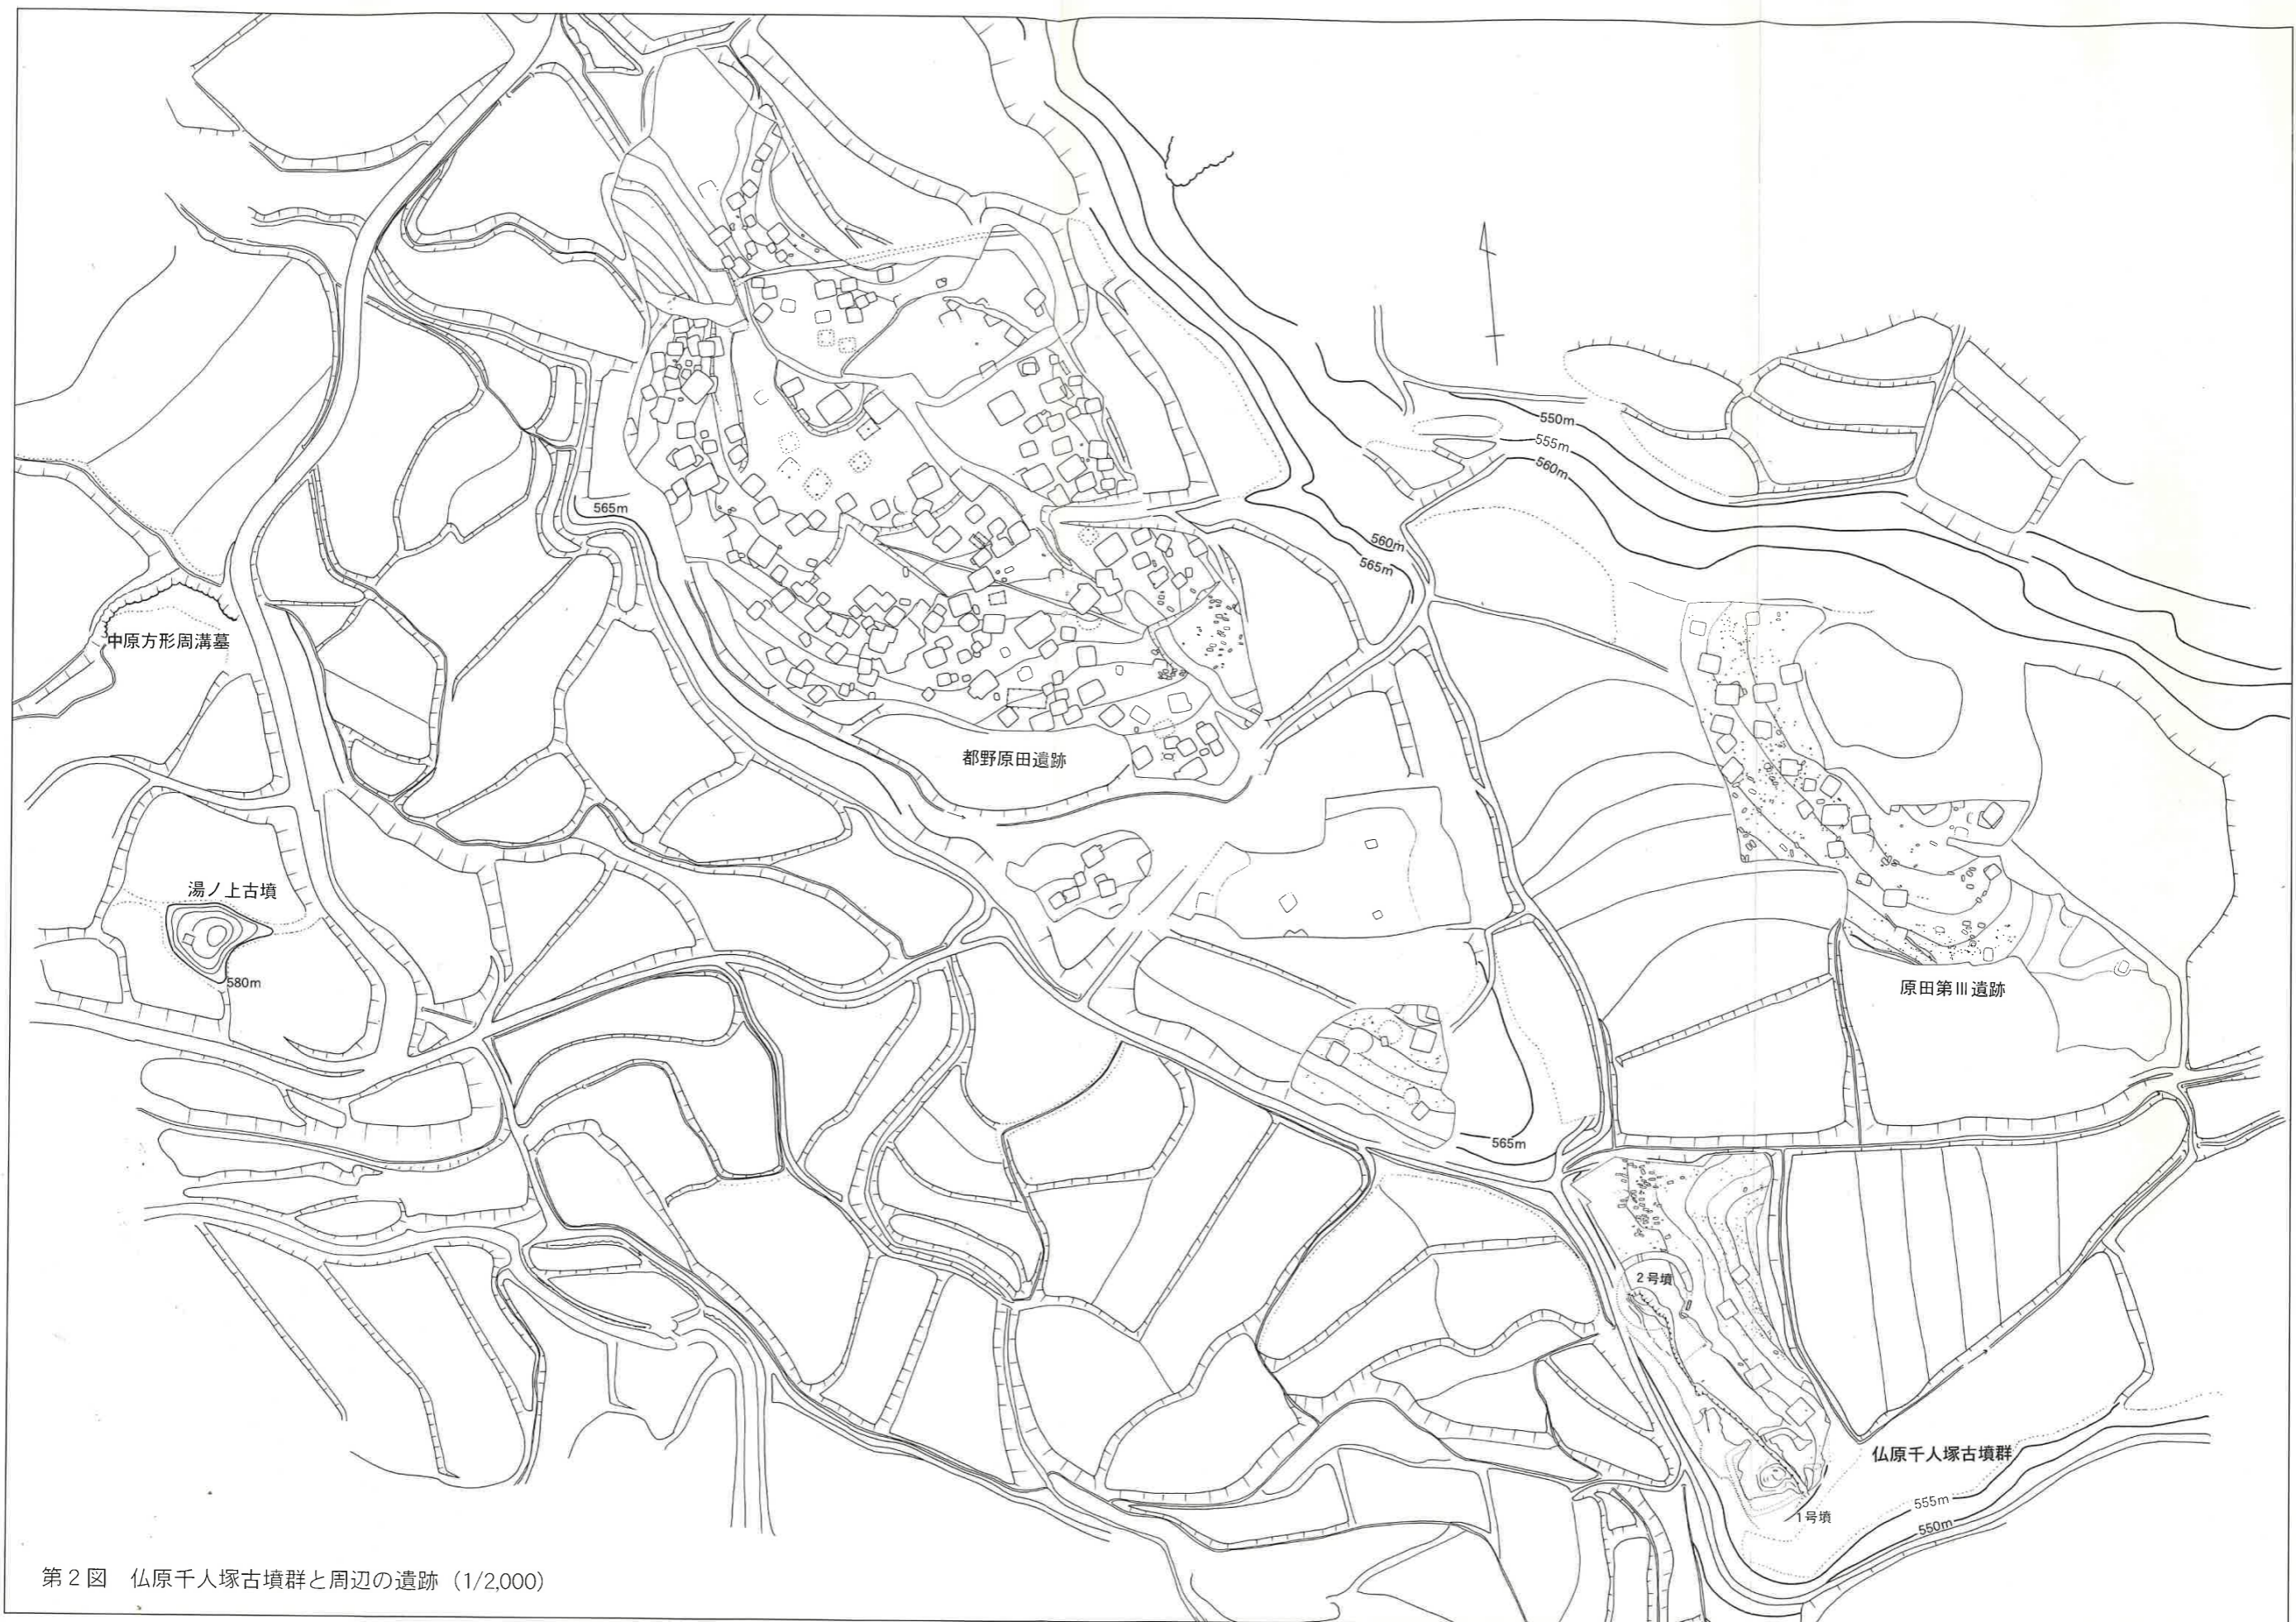 550m
555m
560m
565m
560m
565m
中原方形周溝墓
都野原田遺跡
湯ノ上古墳
580m
原田第Ⅲ遺跡
565m
2号墳
仏原千人塚古墳群
555m
1号墳
550m
第2図 仏原千人塚古墳群と周辺の遺跡（1/2,000）